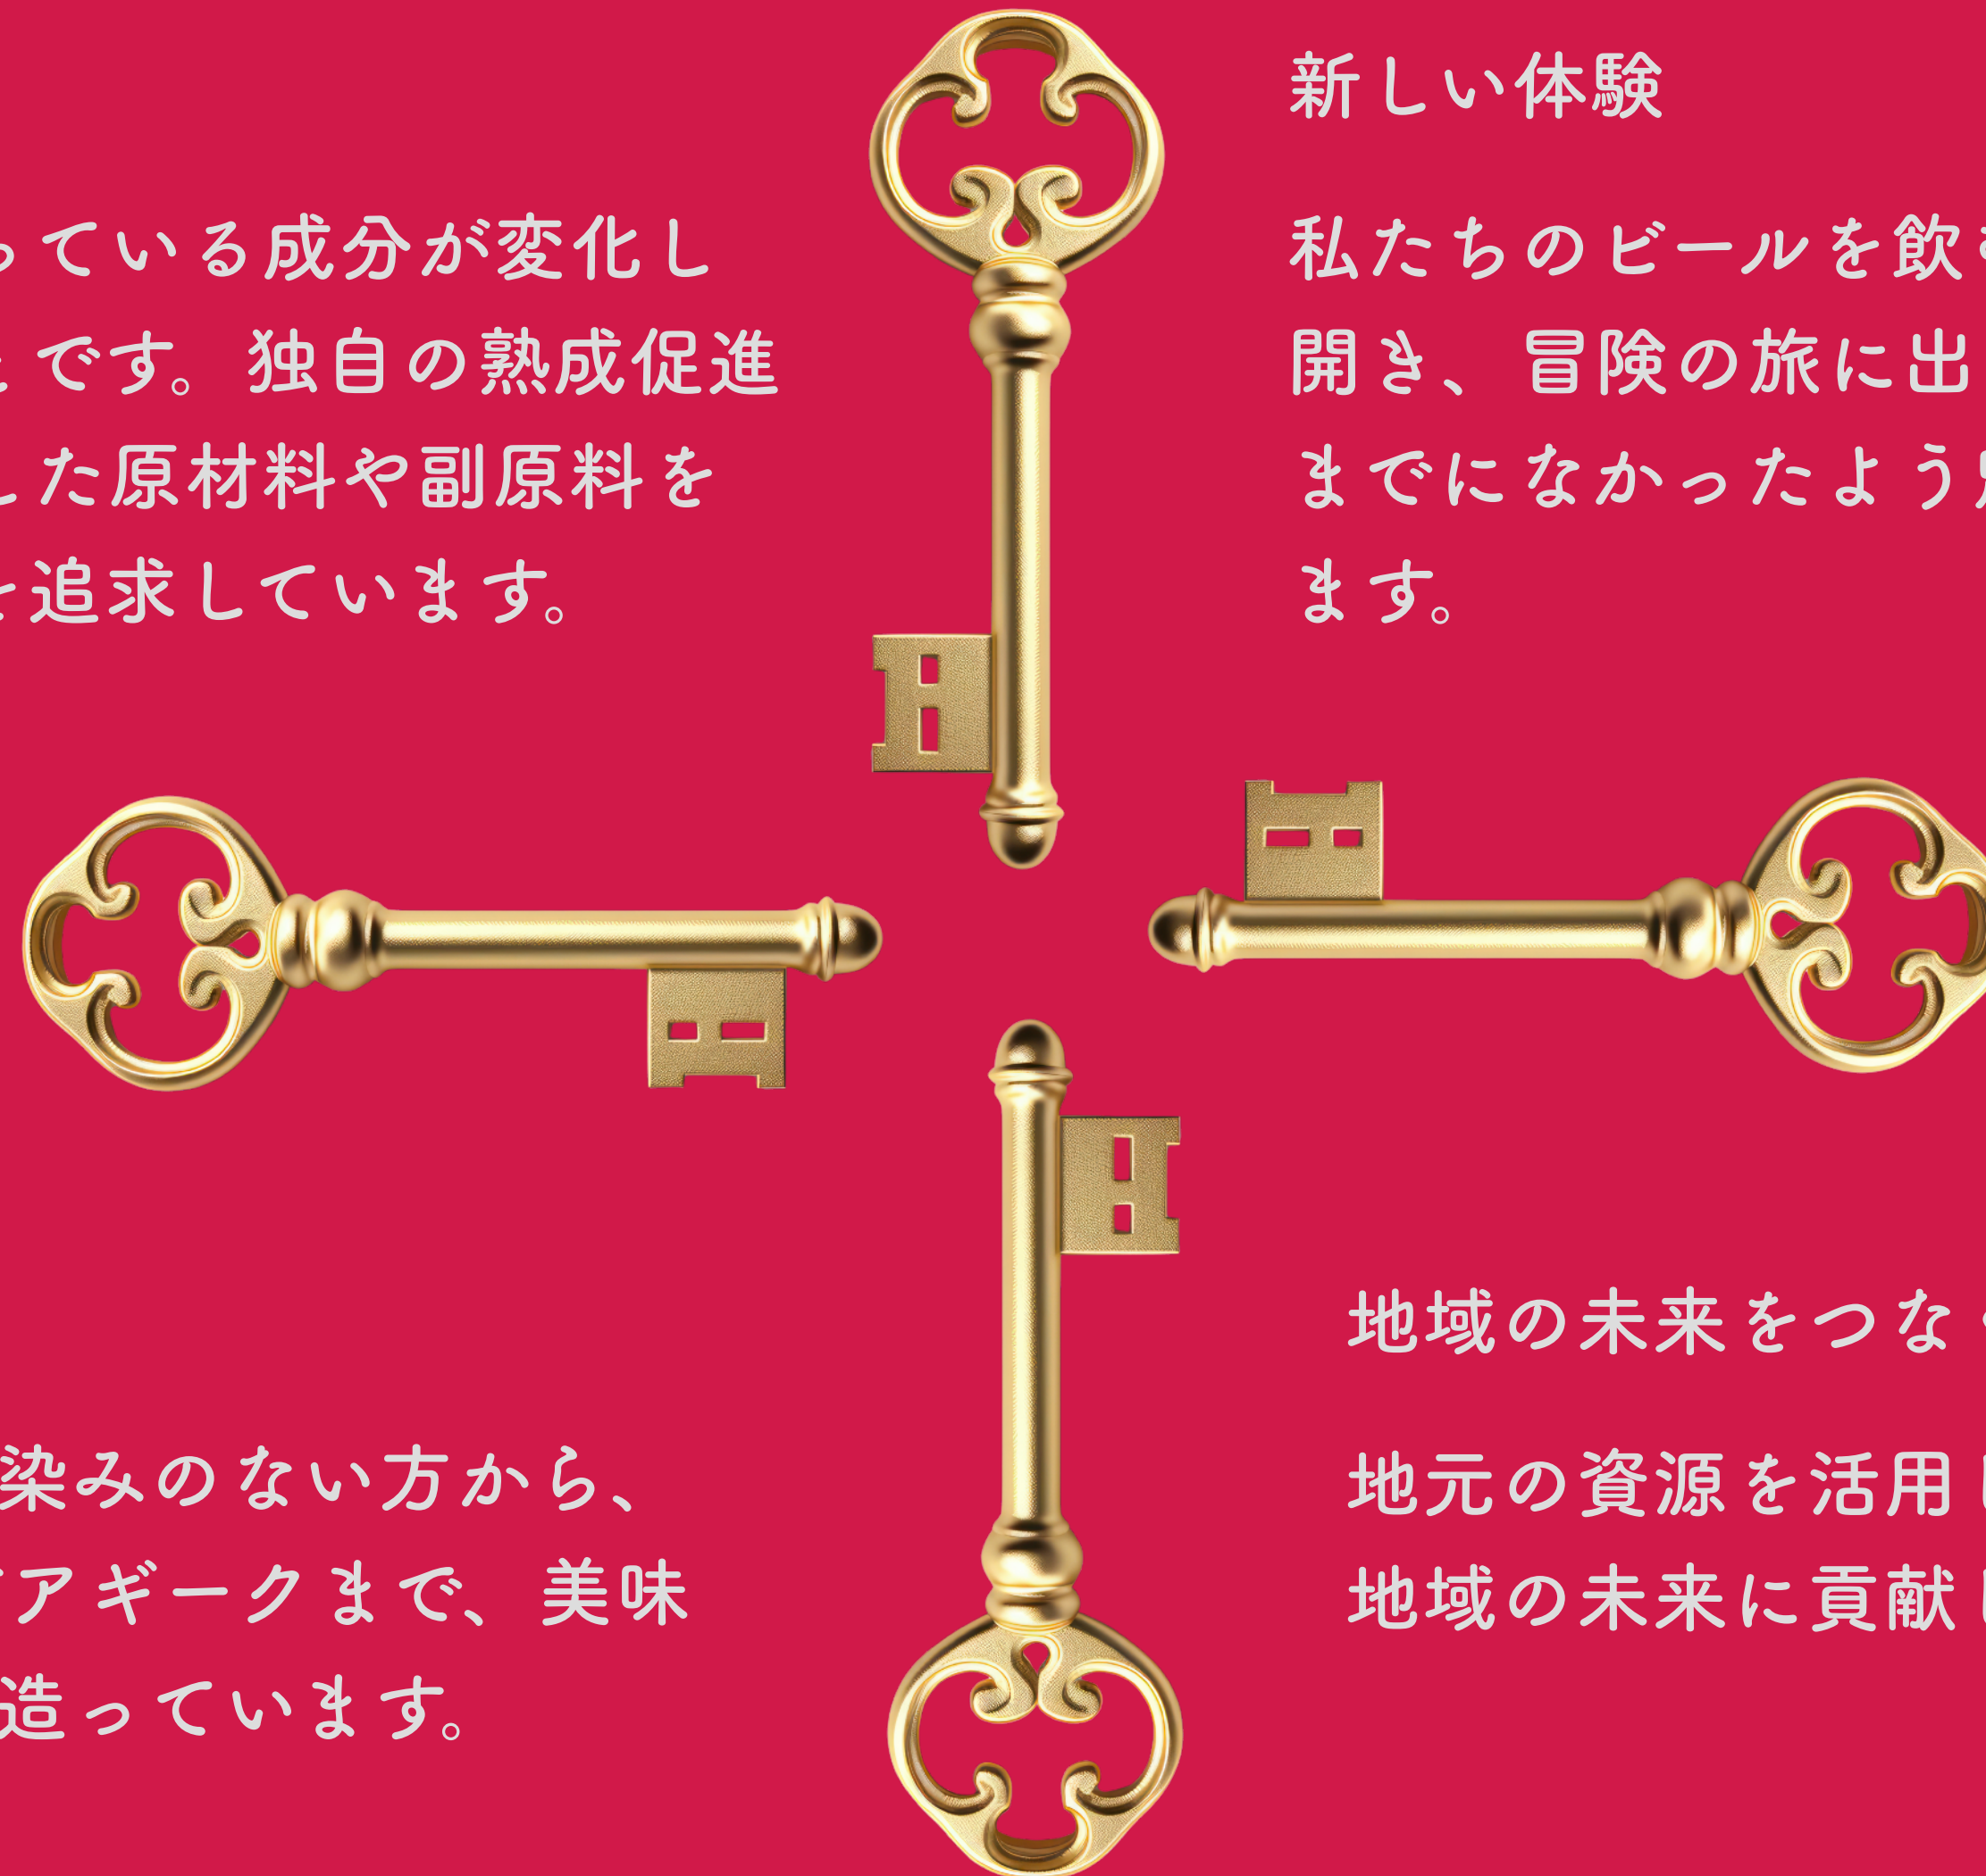 っている成分が変化し
です。独自の熟成促進
した原材料や副原料を
を追求しています。
新しい体験
私たちのビールを飲
開き、冒険の旅に出
までになかったよう
ます。
染みのない方から、
アギークまで、美味
造っています。
地域の未来をつな
地元の資源を活用
地域の未来に貢献